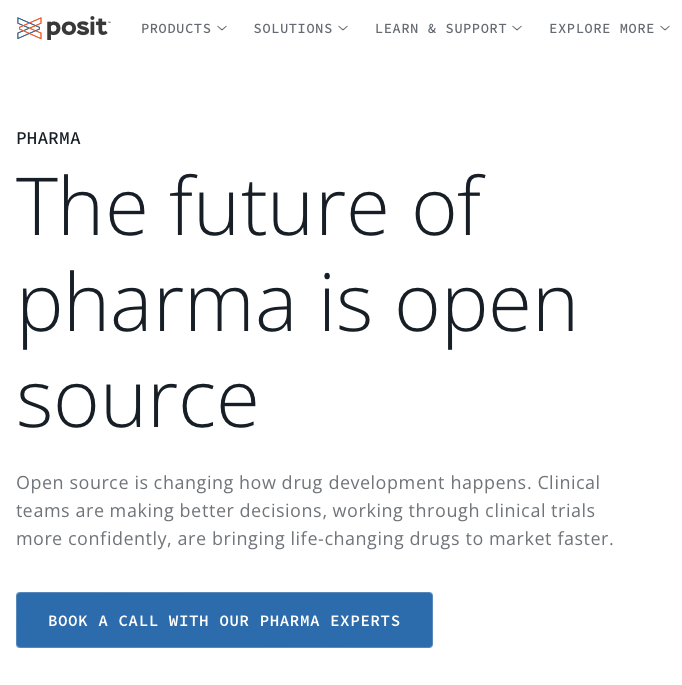 posit
PRODUCTS SOLUTIONS LEARN & SUPPORT EXPLORE MORE
PHARMA
The future of
pharma is open
source
Open source is changing how drug development happens. Clinical
teams are making better decisions, working through clinical trials
more confidently, are bringing life-changing drugs to market faster.
BOOK A CALL WITH OUR PHARMA EXPERTS